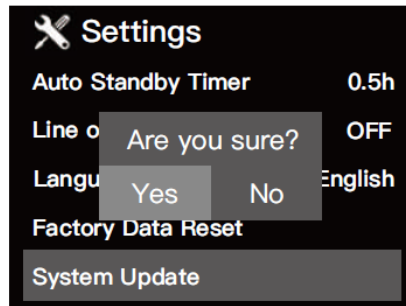 Settings
Auto Standby Timer 0.5h
Line o OFF
Are you sure?
Langu English
Yes No
Factory Data Reset
System Update